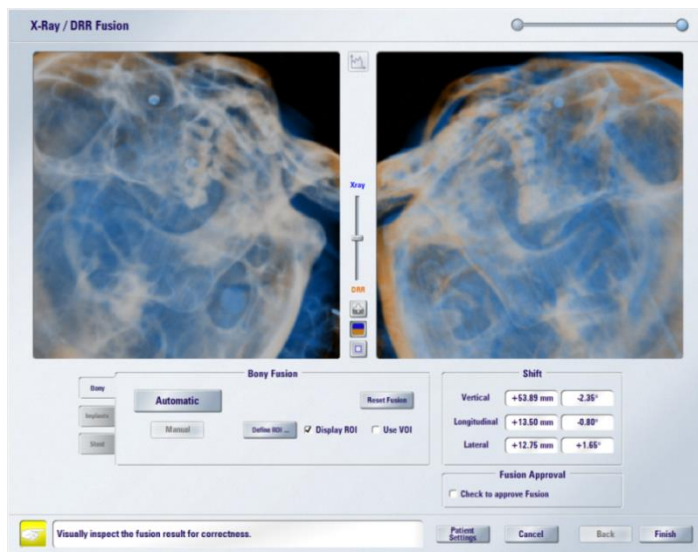 X-Ray / DRR Fusion
Xray
DRR
Bony Fusion
Bony
Implants
Automatic
Manual
Reset Fusion
Define ROI ...
Display ROI
Use VOI
Shift
Vertical +53.89 mm -2.35°
Longitudinal +13.50 mm -0.80°
Lateral +12.75 mm +1.65°
Fusion Approval
Check to approve Fusion
Visually inspect the fusion result for correctness.
Patient Settings
Cancel
Back
Finish